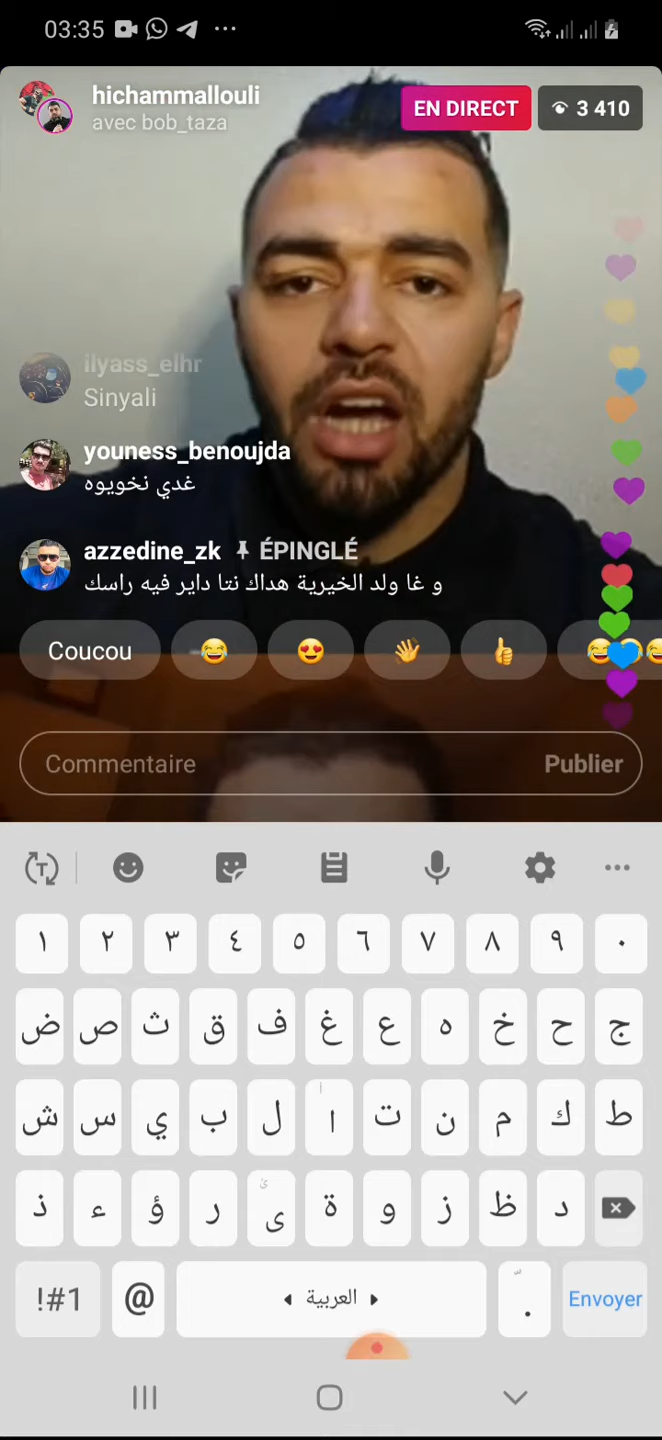 03:35
hichammallouli
avec bob_taza
EN DIRECT
3 410
ilyass_elhr
Sinyali
youness_benoujda
غدي نخويوه
azzedine_zk ÉPINGLÉ
و غا ولد الخيرية هداك نتا داير فيه راسك
Coucou
Commentaire
Publier
١ ٢ ٣ ٤ ٥ ٦ ٧ ٨ ٩ ٠
ض ص ث ق ف غ ع ه خ ح ج
ش س ي ب ل ا ت ن م ك ط
ذ ء ؤ ر ى ة و ز ظ د
!#1 @ العربية . Envoyer